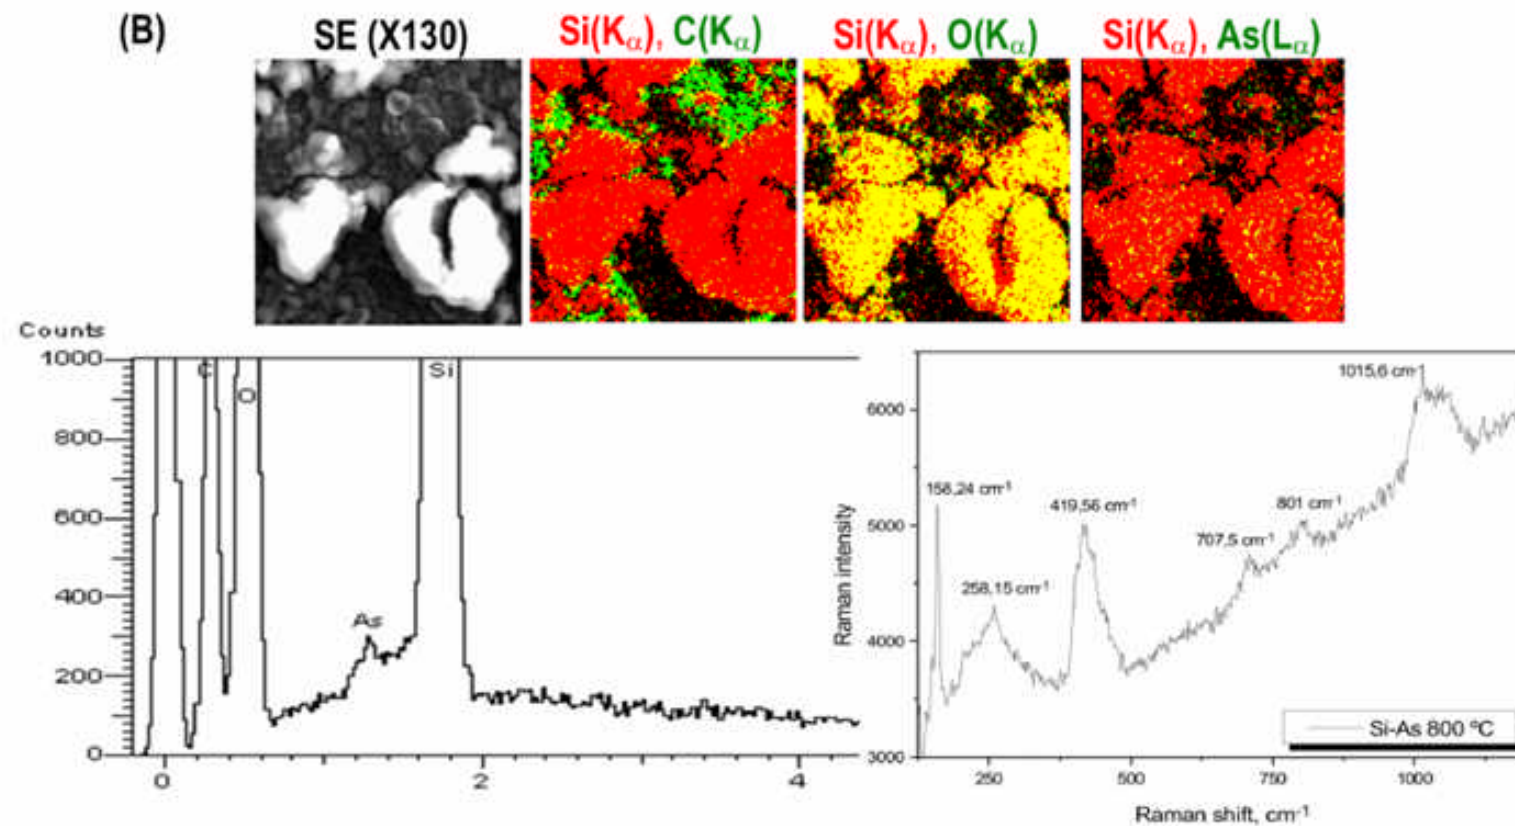 (B)
SE (X130)
Si(Kα), C(Kα)
Si(Kα), O(Kα)
Si(Kα), As(Lα)
Counts
1000
800
600
400
200
0
C
O
As
Si
0
2
4
Raman intensity
6000
5000
4000
3000
158,24 cm-1
258,15 cm-1
419,56 cm-1
707,5 cm-1
801 cm-1
1015,6 cm-1
Si-As 800 ºC
250
500
750
1000
Raman shift, cm-1